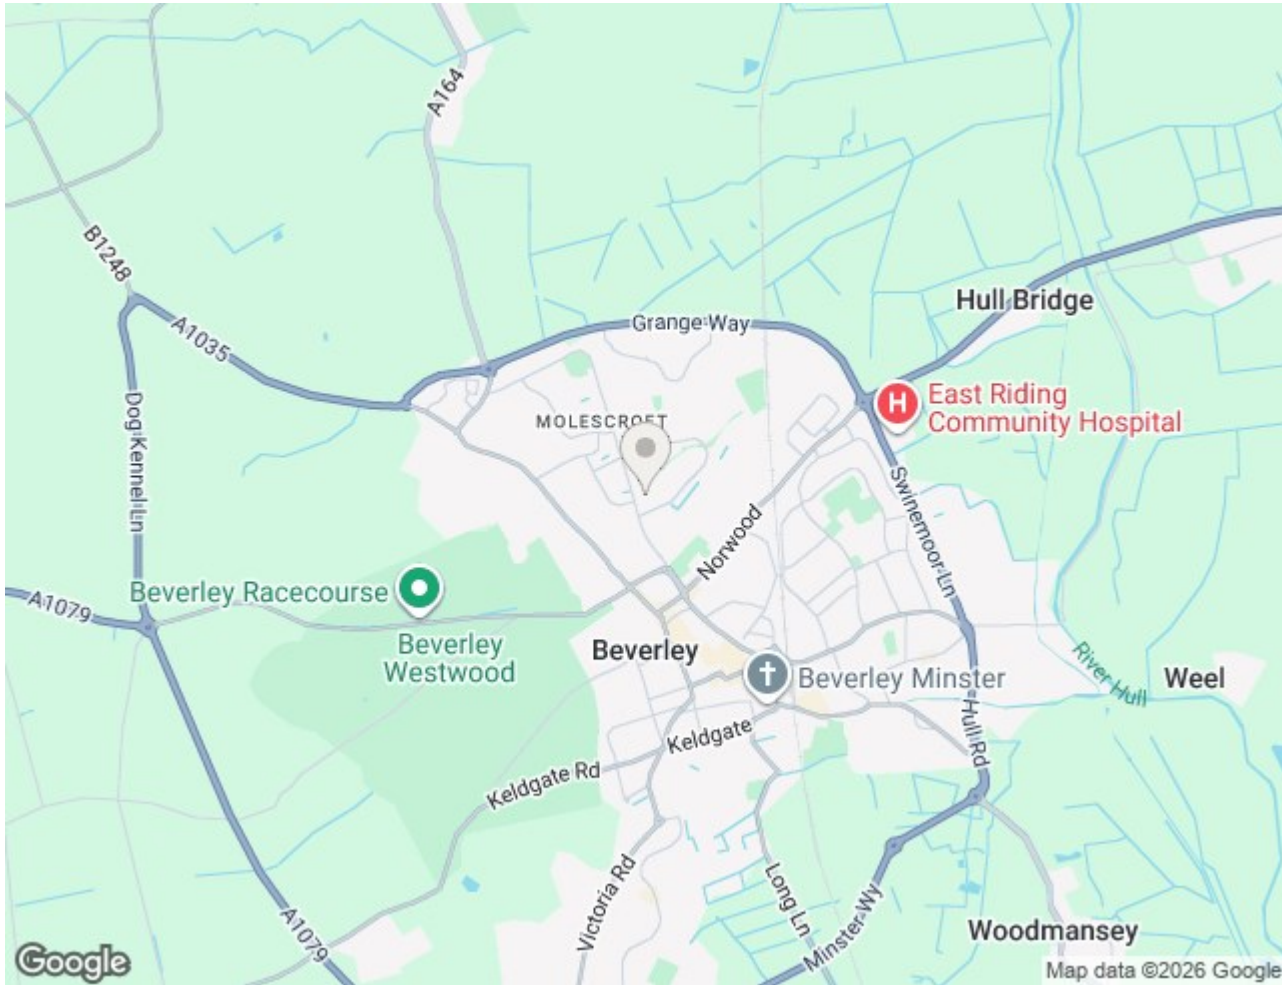 A164
B1248
A1035
Grange Way
Hull Bridge
MOLESCROFT
H
East Riding
Community Hospital
Dog Kennel Ln
Swinemoor Ln
Norwood
Beverley Racecourse
A1079
Beverley
Westwood
Beverley
Beverley Minster
River Hull
Weel
Hull Rd
Keldgate
Keldgate Rd
Victoria Rd
Long Ln
Minster Wy
A1079
Woodmansey
Google
Map data ©2026 Google